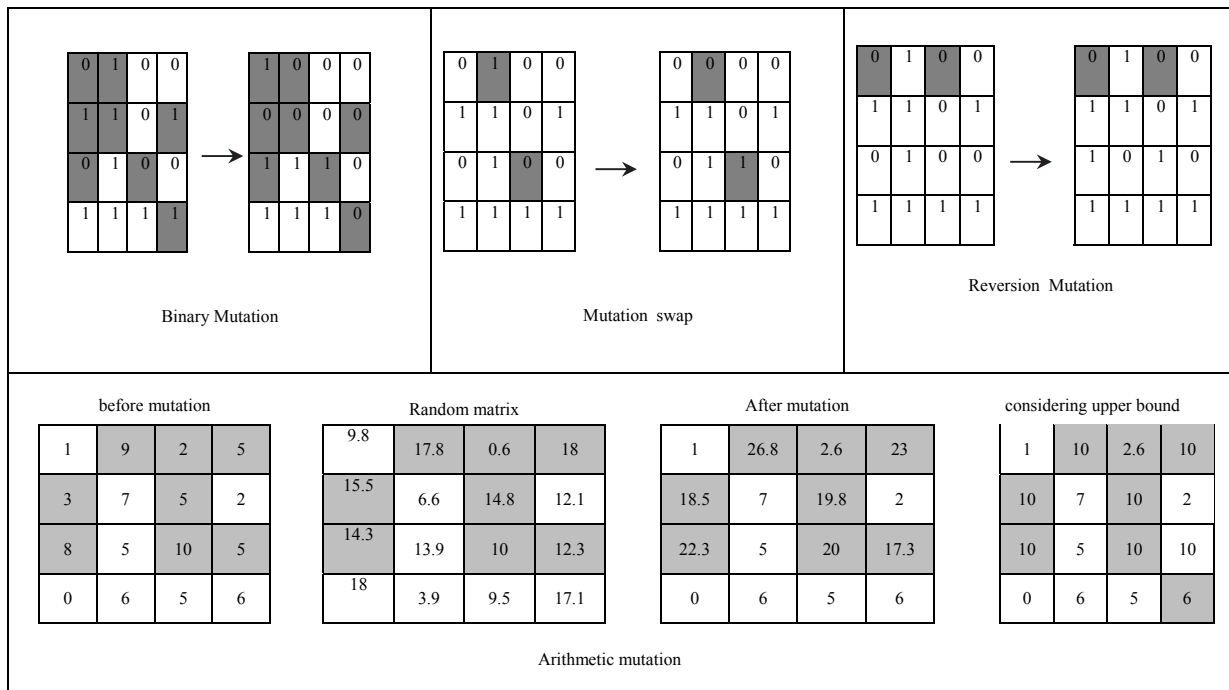 0 1 0 0
1 1 0 1
0 1 0 0
1 1 1 1
1 0 0 0
0 0 0 0
1 1 1 0
1 1 1 0
Binary Mutation
0 1 0 0
1 1 0 1
0 1 0 0
1 1 1 1
0 0 0 0
1 1 0 1
0 1 1 0
1 1 1 1
Mutation swap
0 1 0 0
1 1 0 1
0 1 0 0
1 1 1 1
0 1 0 0
1 1 0 1
1 0 1 0
1 1 1 1
Reversion Mutation
before mutation
1 9 2 5
3 7 5 2
8 5 10 5
0 6 5 6
Random matrix
9.8 17.8 0.6 18
15.5 6.6 14.8 12.1
14.3 13.9 10 12.3
18 3.9 9.5 17.1
After mutation
1 26.8 2.6 23
18.5 7 19.8 2
22.3 5 20 17.3
0 6 5 6
considering upper bound
1 10 2.6 10
10 7 10 2
10 5 10 10
0 6 5 6
Arithmetic mutation